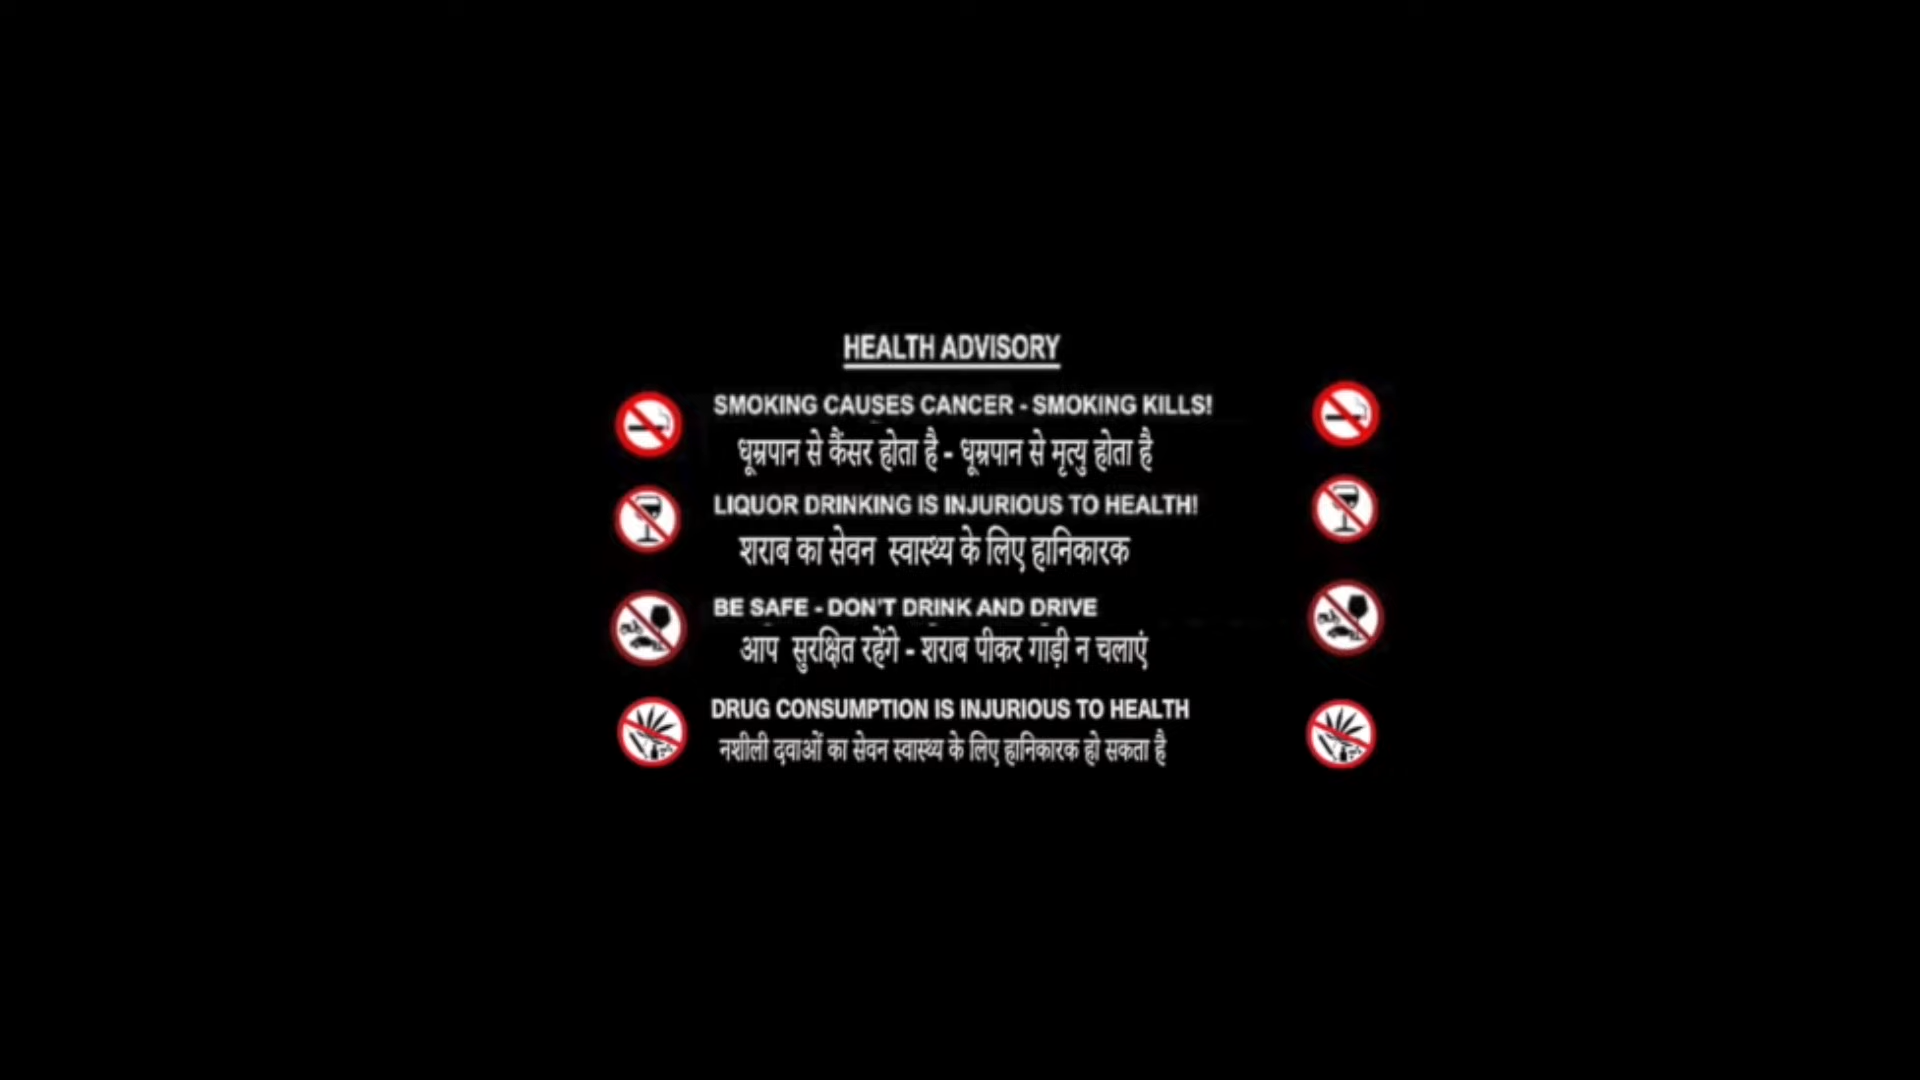 HEALTH ADVISORY
SMOKING CAUSES CANCER - SMOKING KILLS!
धूम्रपान से कैंसर होता है - धूम्रपान से मृत्यु होता है
LIQUOR DRINKING IS INJURIOUS TO HEALTH!
शराब का सेवन स्वास्थ्य के लिए हानिकारक
BE SAFE - DON'T DRINK AND DRIVE
आप सुरक्षित रहेंगे - शराब पीकर गाड़ी न चलाएं
DRUG CONSUMPTION IS INJURIOUS TO HEALTH
नशीली दवाओं का सेवन स्वास्थ्य के लिए हानिकारक हो सकता है